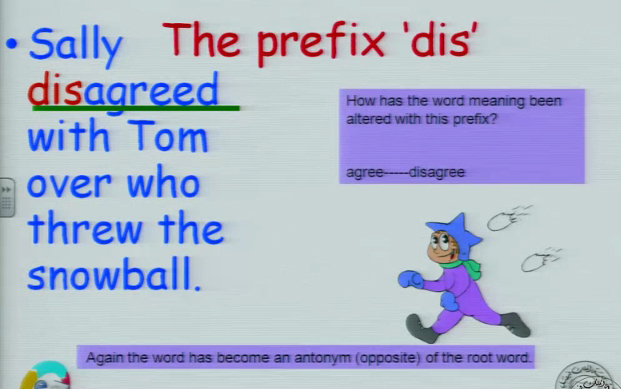 The prefix 'dis'
• Sally
disagreed
with Tom
over who
threw the
snowball.
How has the word meaning been
altered with this prefix?
agree-----disagree
Again the word has become an antonym (opposite) of the root word.